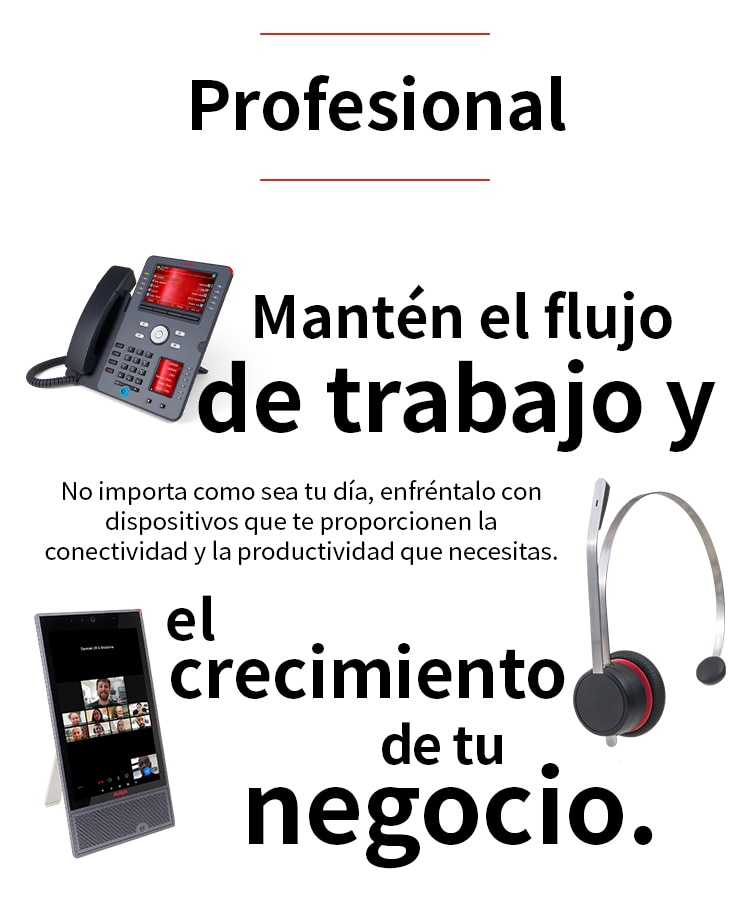 Profesional
Mantén el flujo
de trabajo y
No importa como sea tu día, enfréntalo con
dispositivos que te proporcionen la
conectividad y la productividad que necesitas.
el
crecimiento
de tu
negocio.
AVAYA